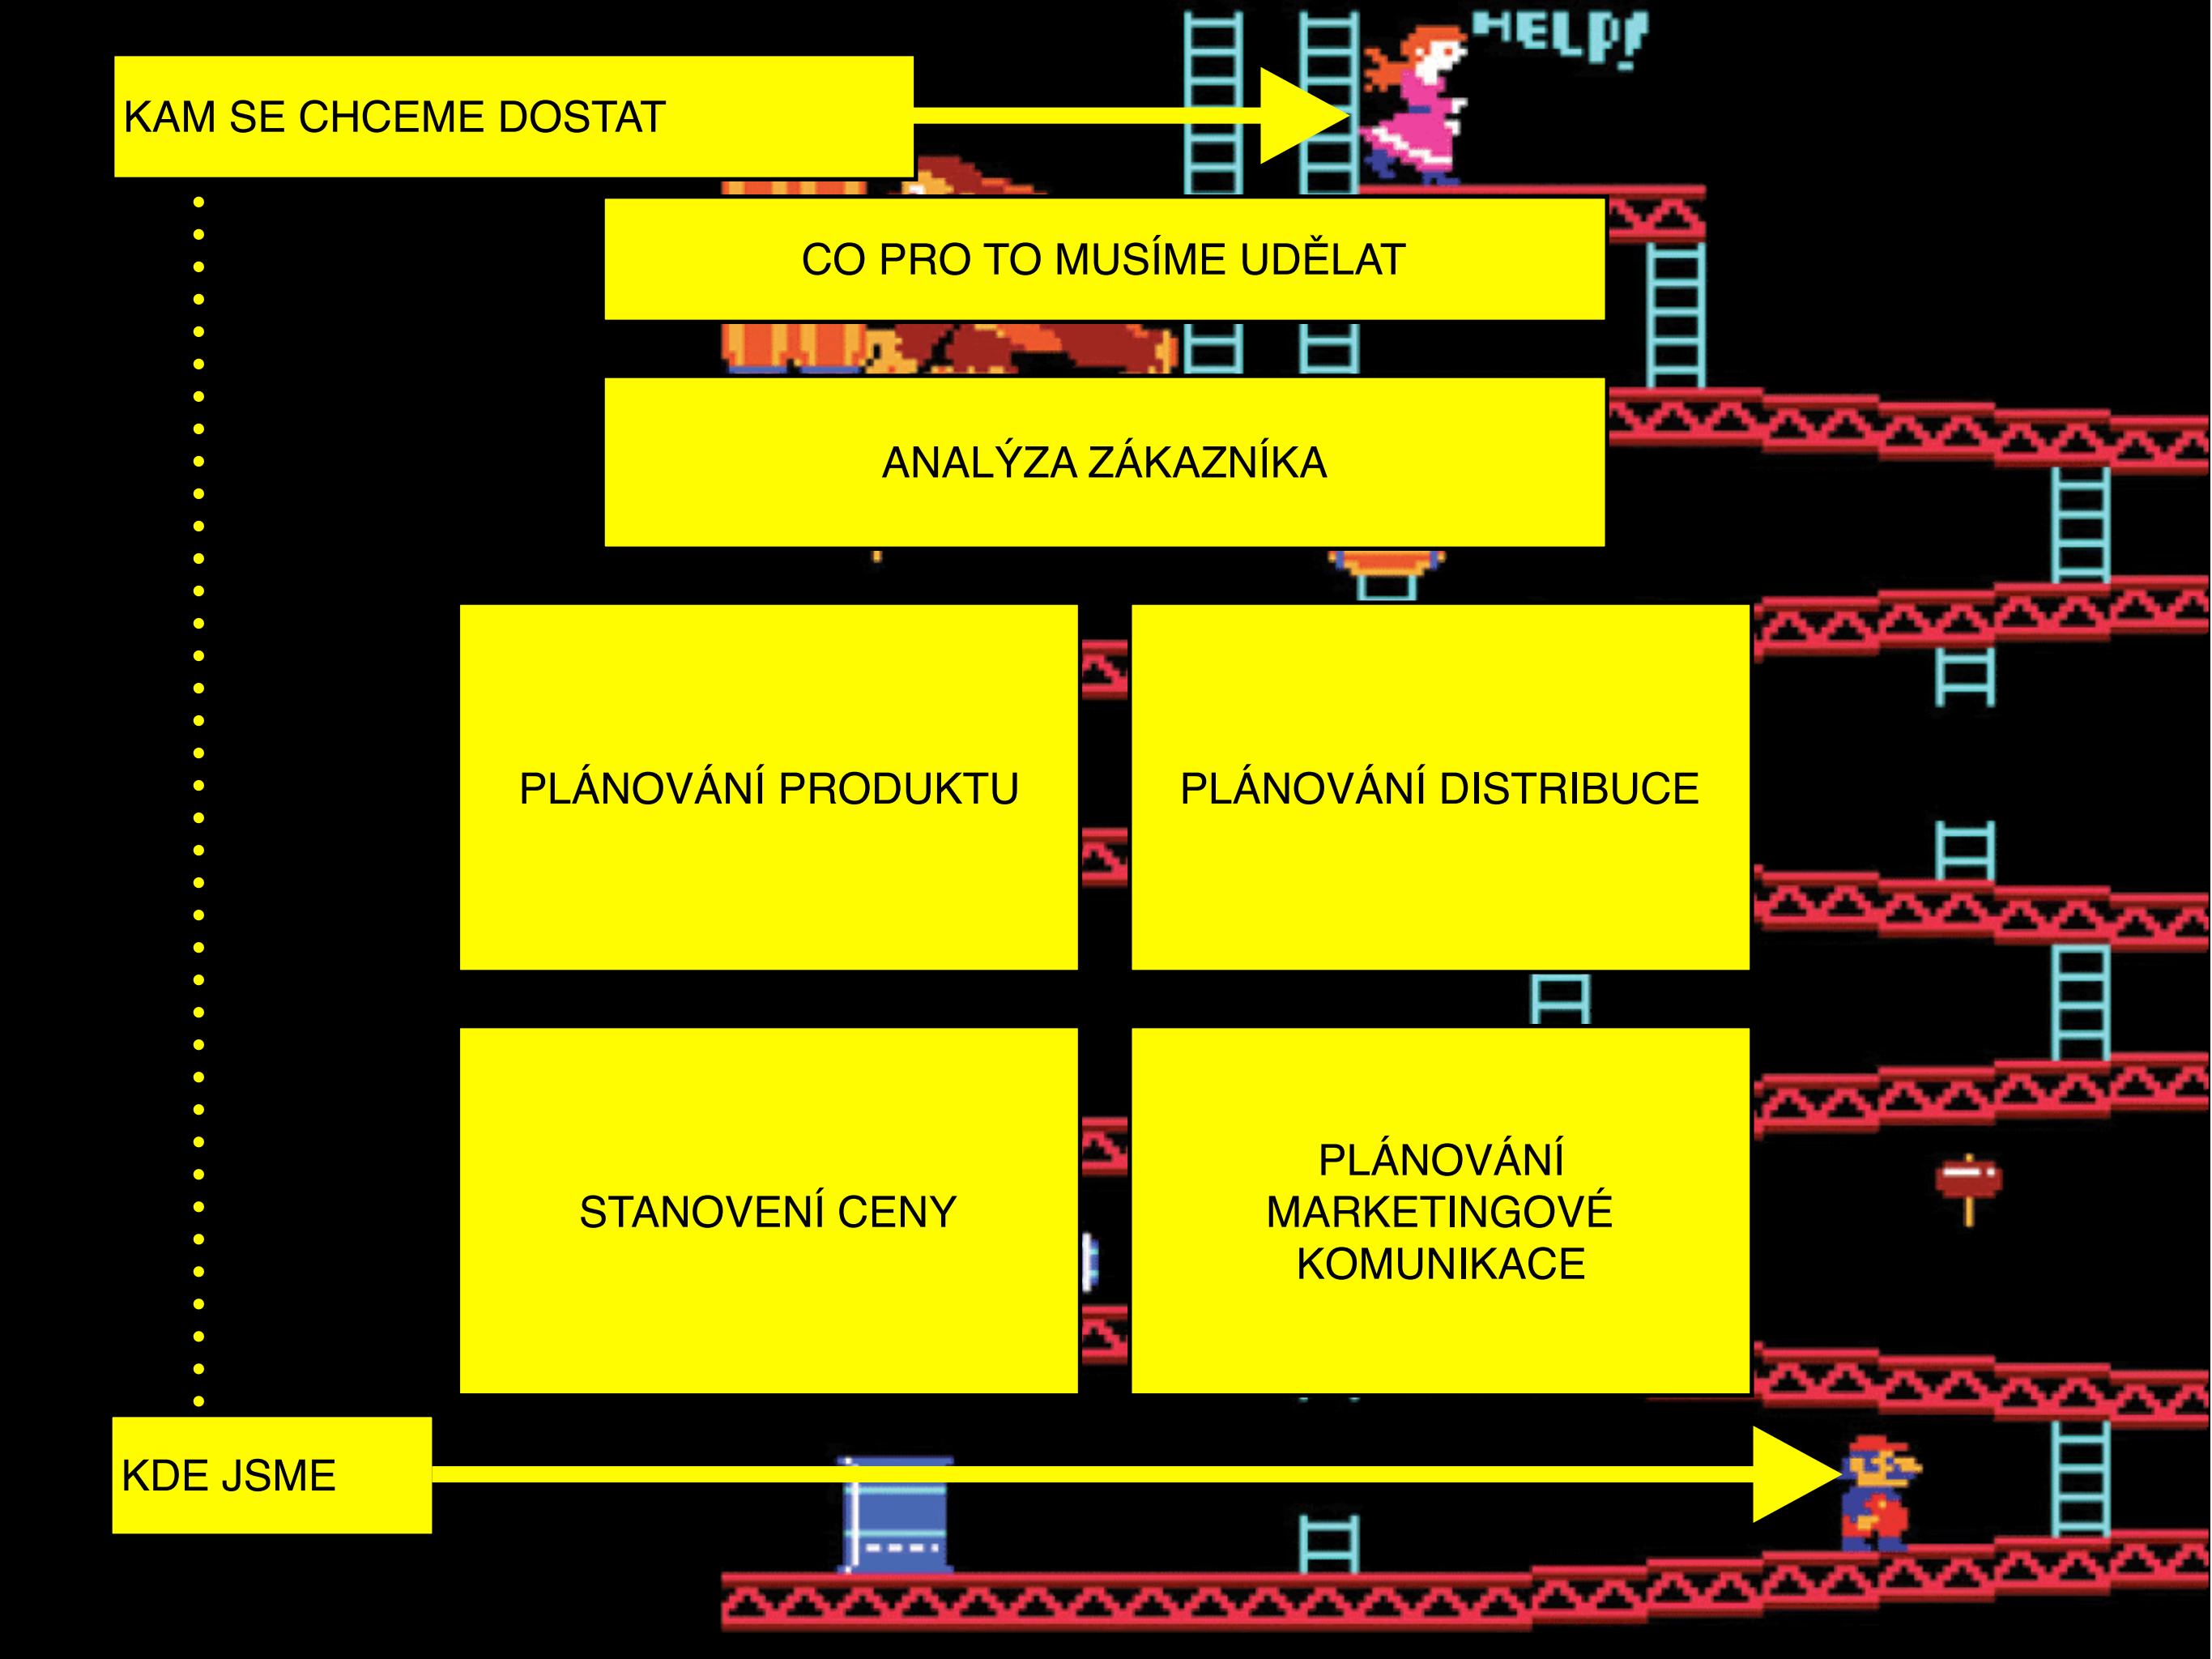 HELP!
KAM SE CHCEME DOSTAT
CO PRO TO MUSÍME UDĚLAT
ANALÝZA ZÁKAZNÍKA
PLÁNOVÁNÍ PRODUKTU
PLÁNOVÁNÍ DISTRIBUCE
STANOVENÍ CENY
PLÁNOVÁNÍ
MARKETINGOVÉ
KOMUNIKACE
KDE JSME